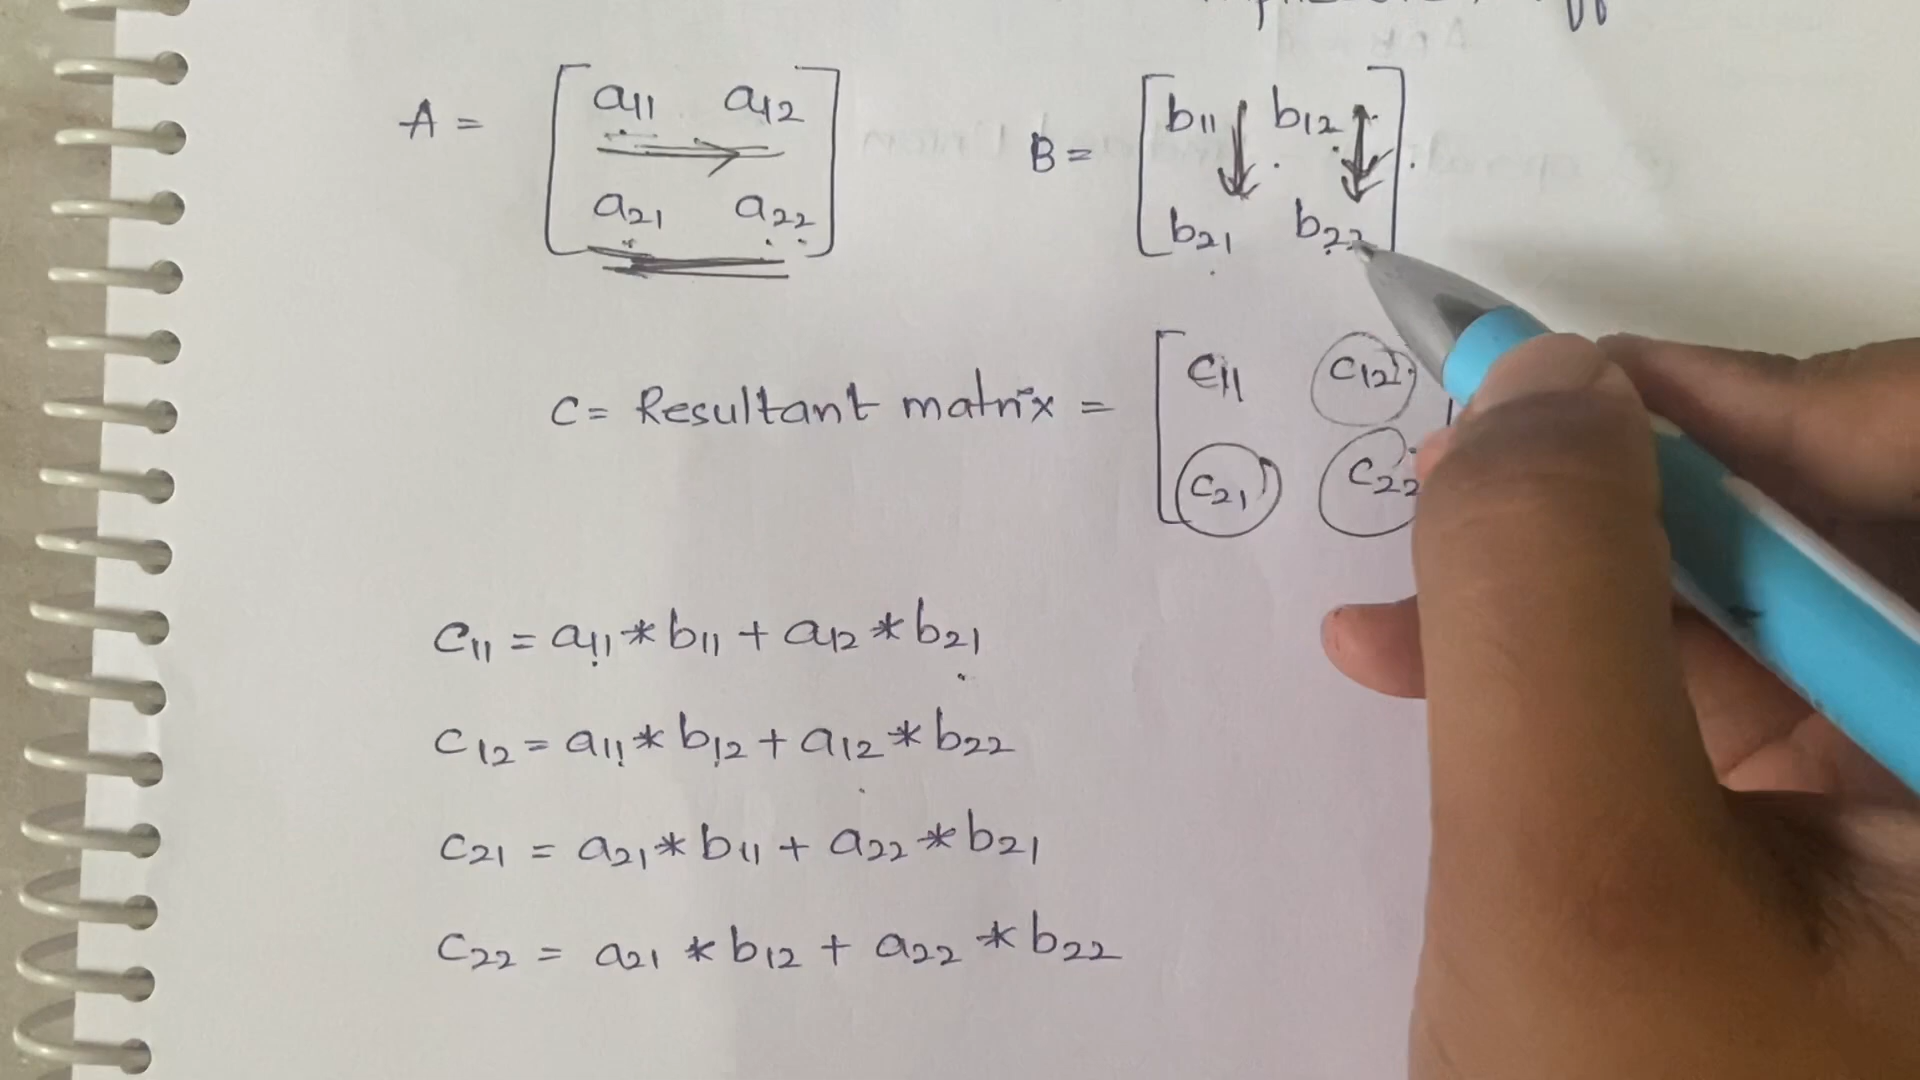 A = [ a11 a12
a21 a22 ]
B = [ b11 b12
b21 b22 ].
C = Resultant matrix = [ C11 C12
C21 C22
C11 = a11 * b11 + a12 * b21
C12 = a11 * b12 + a12 * b22
C21 = a21 * b11 + a22 * b21
C22 = a21 * b12 + a22 * b22